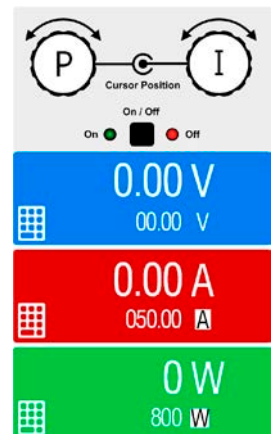 P C I
Cursor Position
On / Off
On Off
0.00 V
00.00 V
0.00 A
050.00 A
0 W
800 W